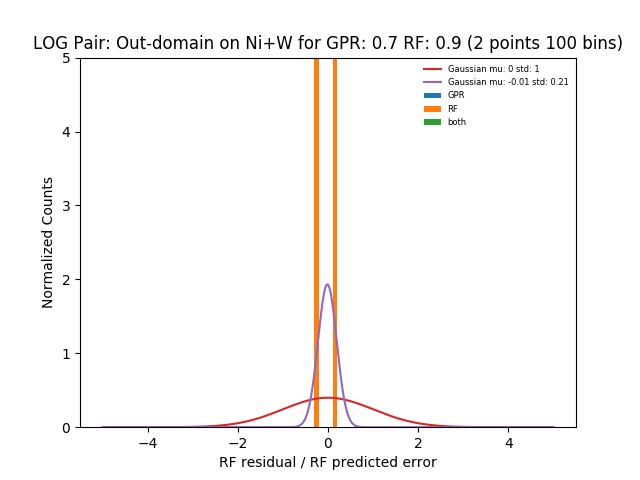 LOG Pair: Out-domain on Ni+W for GPR: 0.7 RF: 0.9 (2 points 100 bins)
Gaussian mu: 0 std: 1
Gaussian mu: -0.01 std: 0.21
GPR
RF
both
Normalized Counts
5
4
3
2
1
0
−4
−2
0
2
4
RF residual / RF predicted error